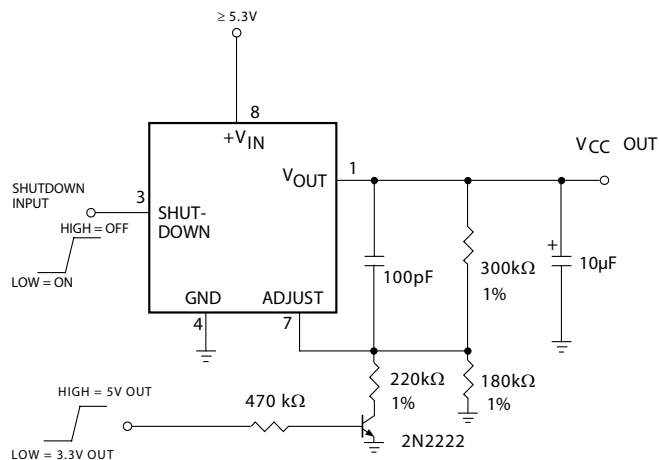 ≥ 5.3V
8
+VIN
VOUT
1
VCC OUT
SHUTDOWN
INPUT
3
SHUT-
DOWN
HIGH = OFF
LOW = ON
GND
4
ADJUST
7
100pF
300kΩ
1%
+
10µF
220kΩ
1%
180kΩ
1%
HIGH = 5V OUT
470 kΩ
2N2222
LOW = 3.3V OUT